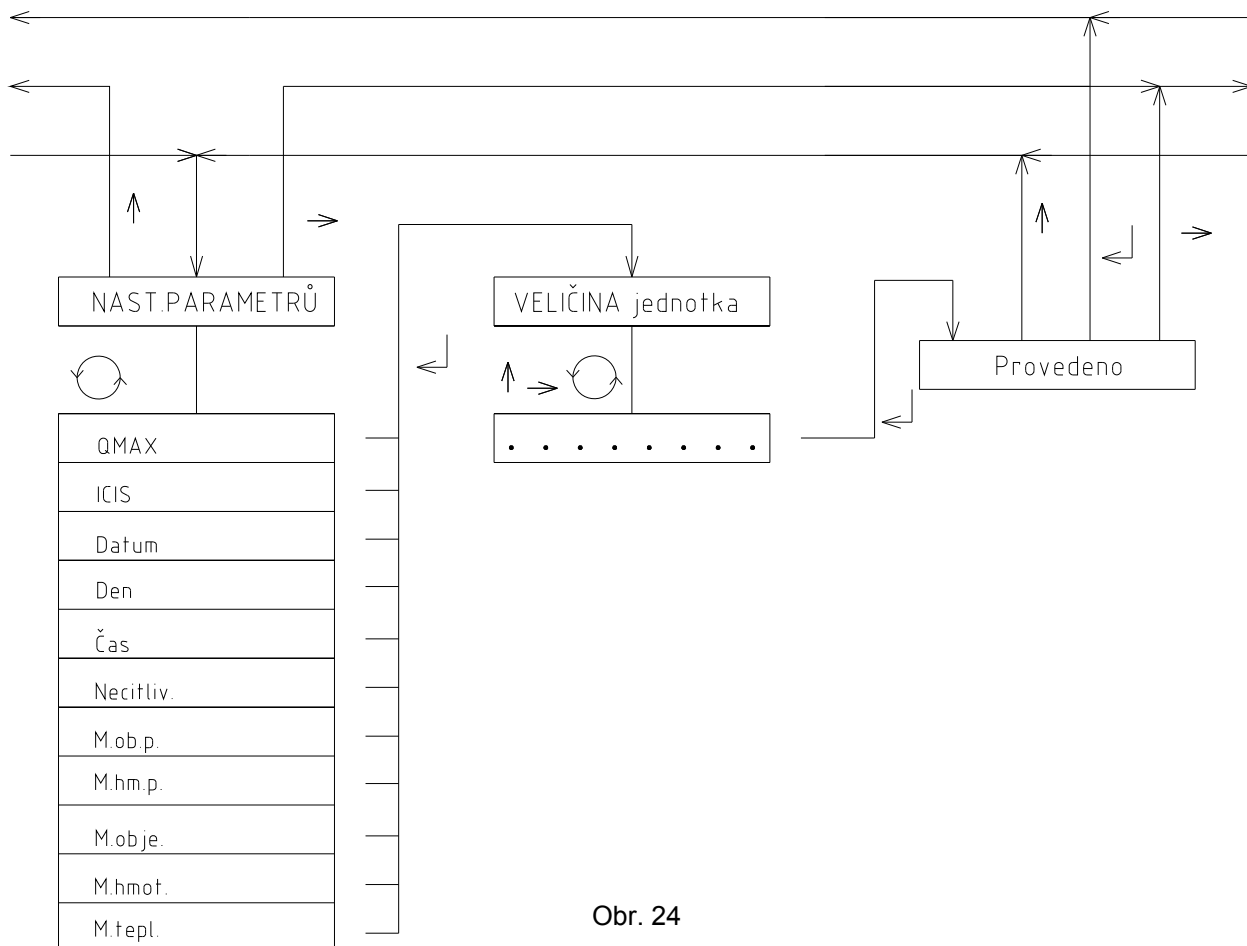 NAST.PARAMETRŮ
QMAX
ICIS
Datum
Den
Čas
Necitliv.
M.ob.p.
M.hm.p.
M.obje.
M.hmot.
M.tepl.
VELIČINA jednotka
. . . . . . . .
Provedeno
Obr. 24